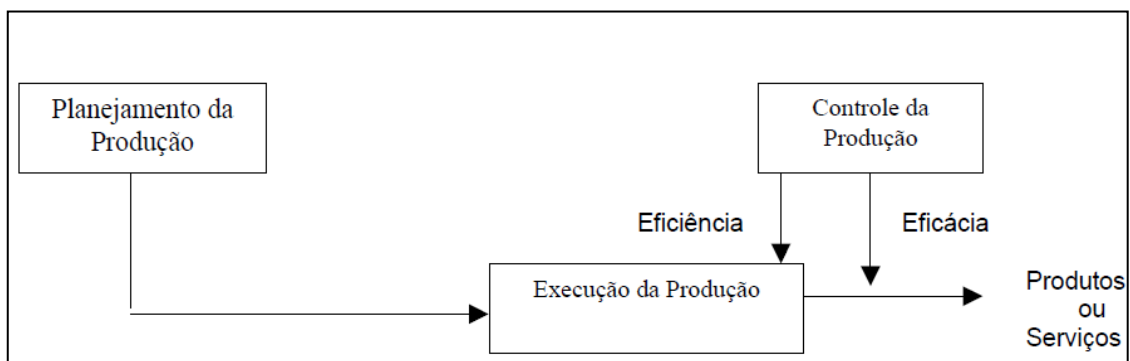 Planejamento da
Produção
Controle da
Produção
Eficiência
Eficácia
Execução da Produção
Produtos
ou
Serviços